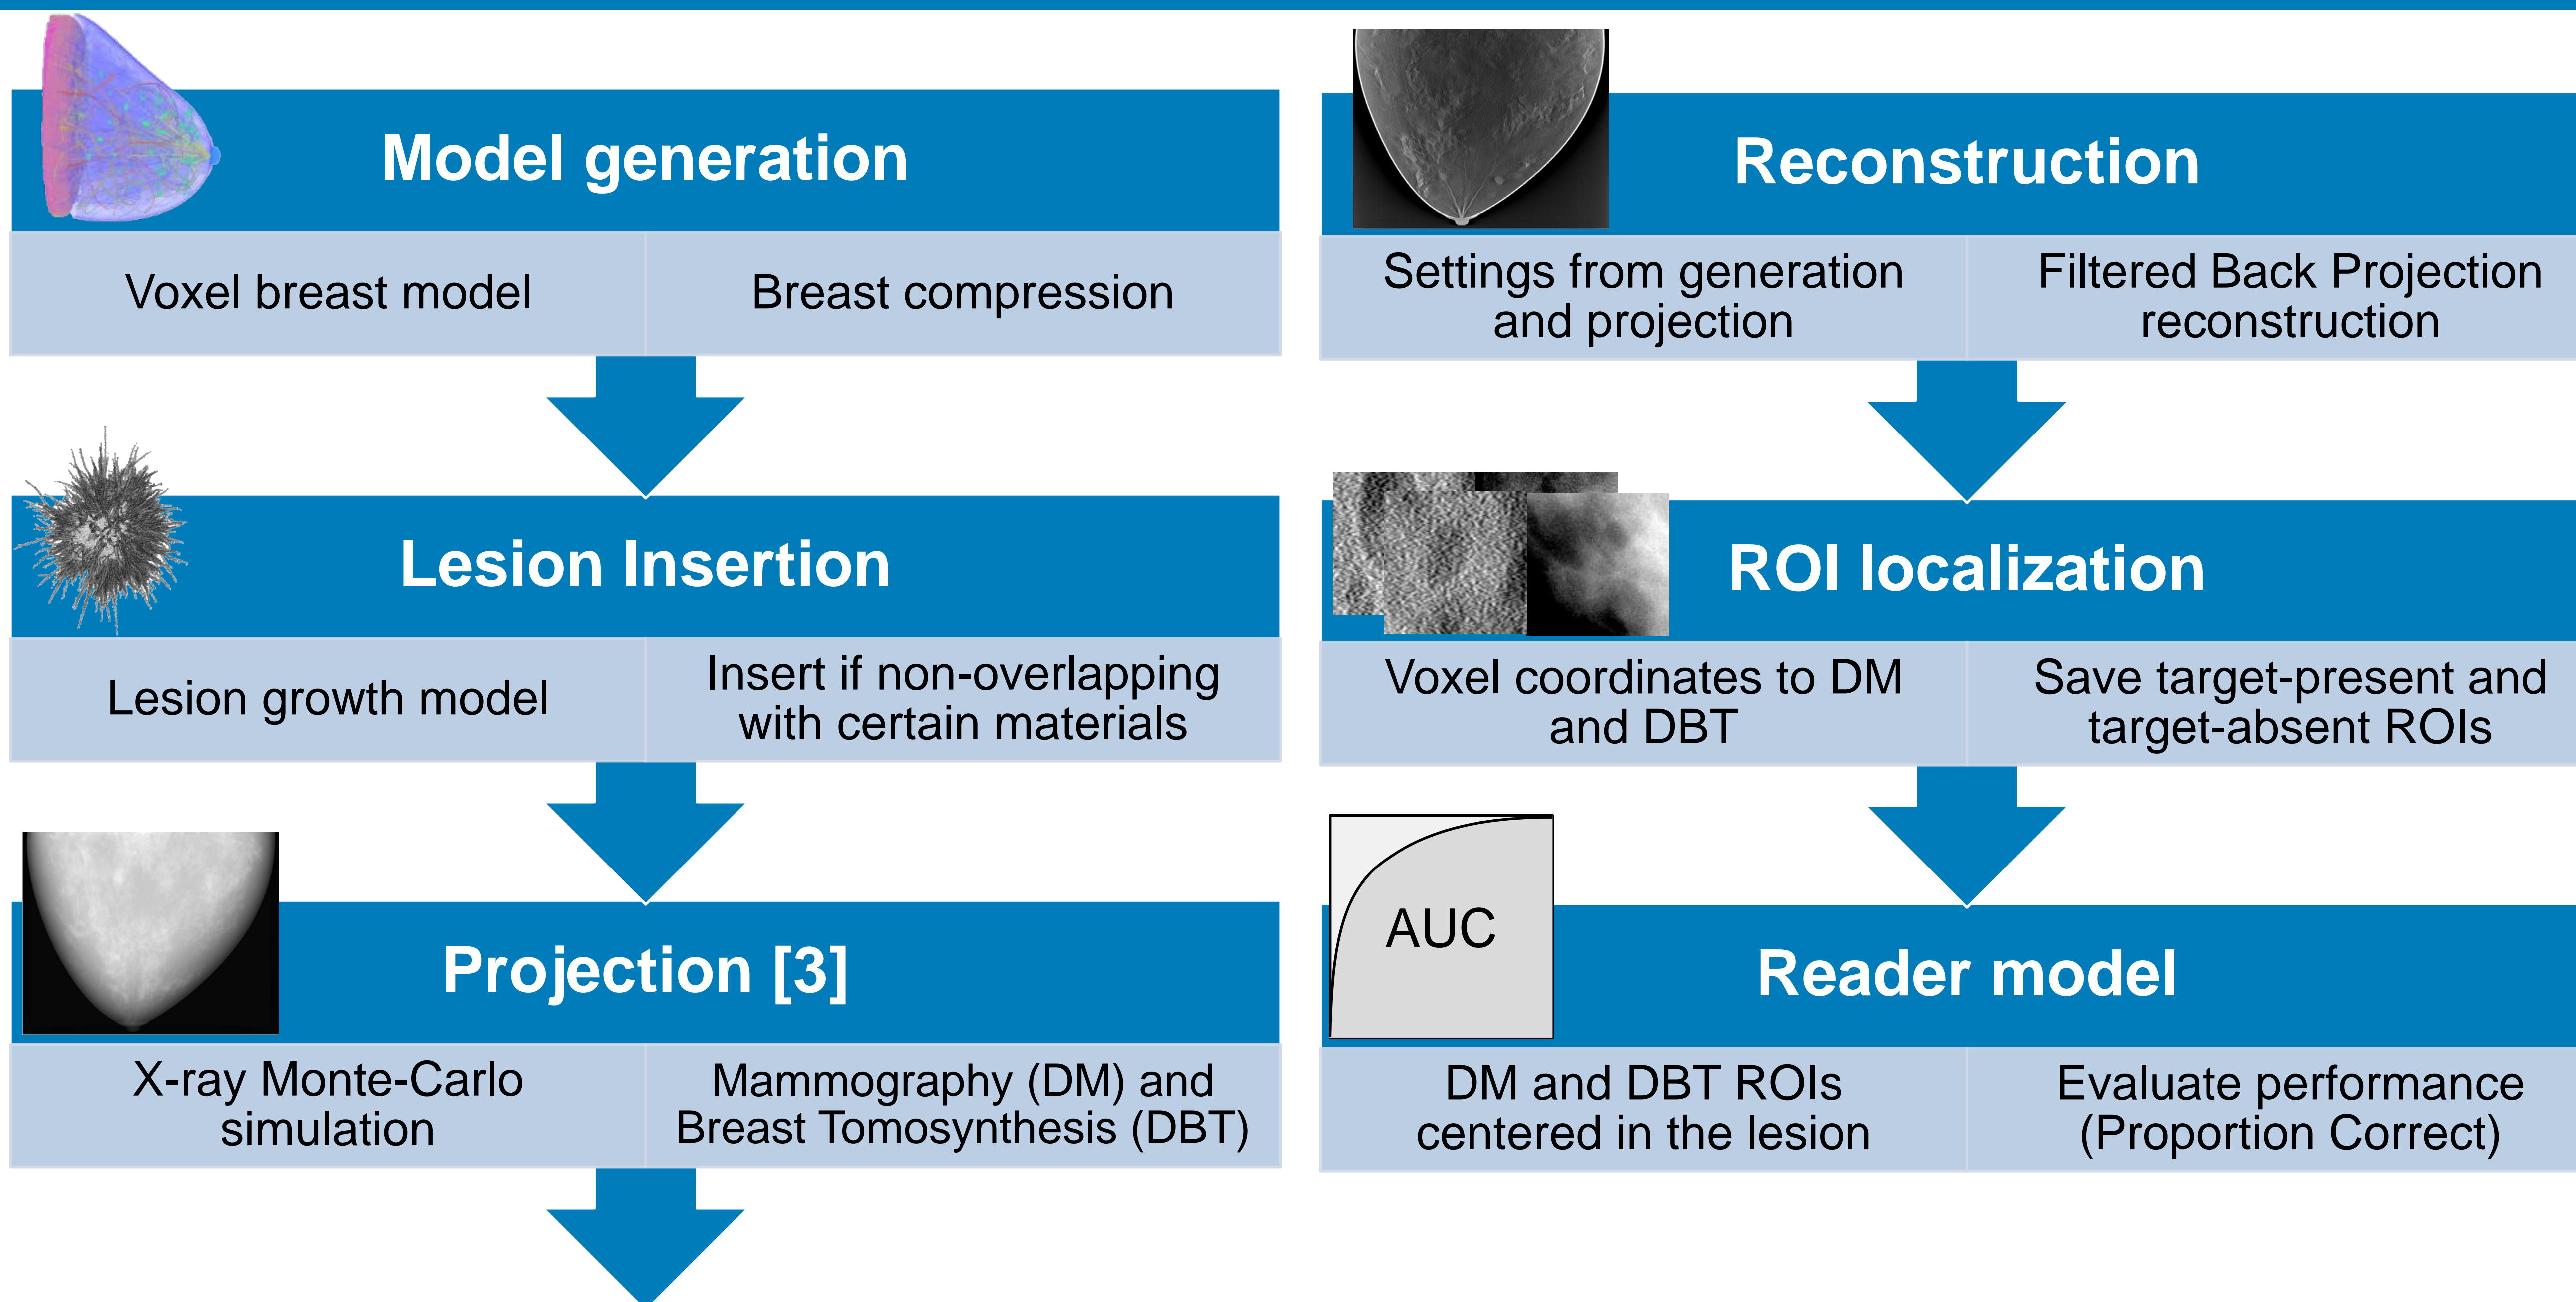 Model generation
Voxel breast model
Breast compression
Lesion Insertion
Lesion growth model
Insert if non-overlapping
with certain materials
Projection [3]
X-ray Monte-Carlo
simulation
Mammography (DM) and
Breast Tomosynthesis (DBT)
Reconstruction
Settings from generation
and projection
Filtered Back Projection
reconstruction
ROI localization
Voxel coordinates to DM
and DBT
Save target-present and
target-absent ROIs
AUC
Reader model
DM and DBT ROIs
centered in the lesion
Evaluate performance
(Proportion Correct)